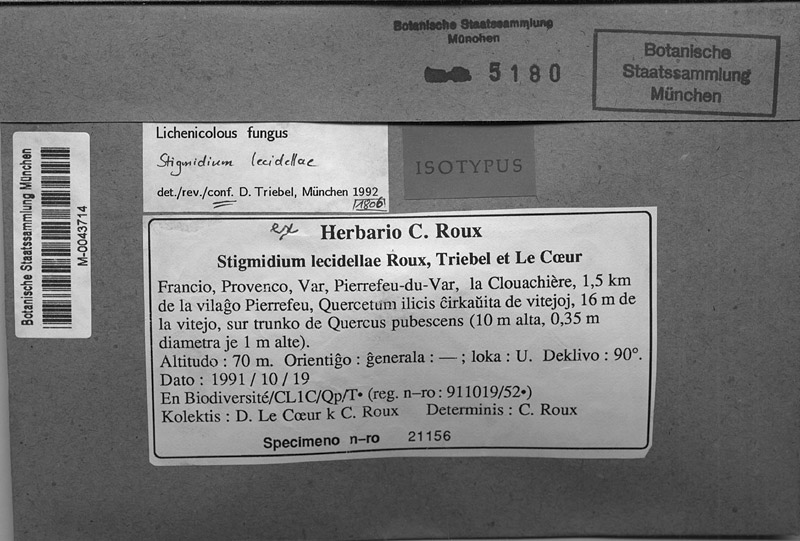 Botanische Staatssammlung
München
5180
Botanische
Staatssammlung
München
Botanische Staatssammlung München
M-0043714
Lichenicolous fungus
Stigmidium lecidellae
det./rev./conf. D. Triebel, München 1992
1806
ISOTYPUS
ex Herbario C. Roux
Stigmidium lecidellae Roux, Triebel et Le Cœur
Francio, Provenco, Var, Pierrefeu-du-Var, la Clouachière, 1,5 km
de la vilaĝo Pierrefeu, Quercetum ilicis ĉirkaŭita de vitejoj, 16 m de
la vitejo, sur trunko de Quercus pubescens (10 m alta, 0,35 m
diametra je 1 m alte).
Altitudo : 70 m. Orientiĝo : ĝenerala : — ; loka : U. Deklivo : 90°.
Dato : 1991 / 10 / 19
En Biodiversité/CL1C/Qp/T• (reg. n–ro : 911019/52•)
Kolektis : D. Le Cœur k C. Roux Determinis : C. Roux
Specimeno n–ro 21156